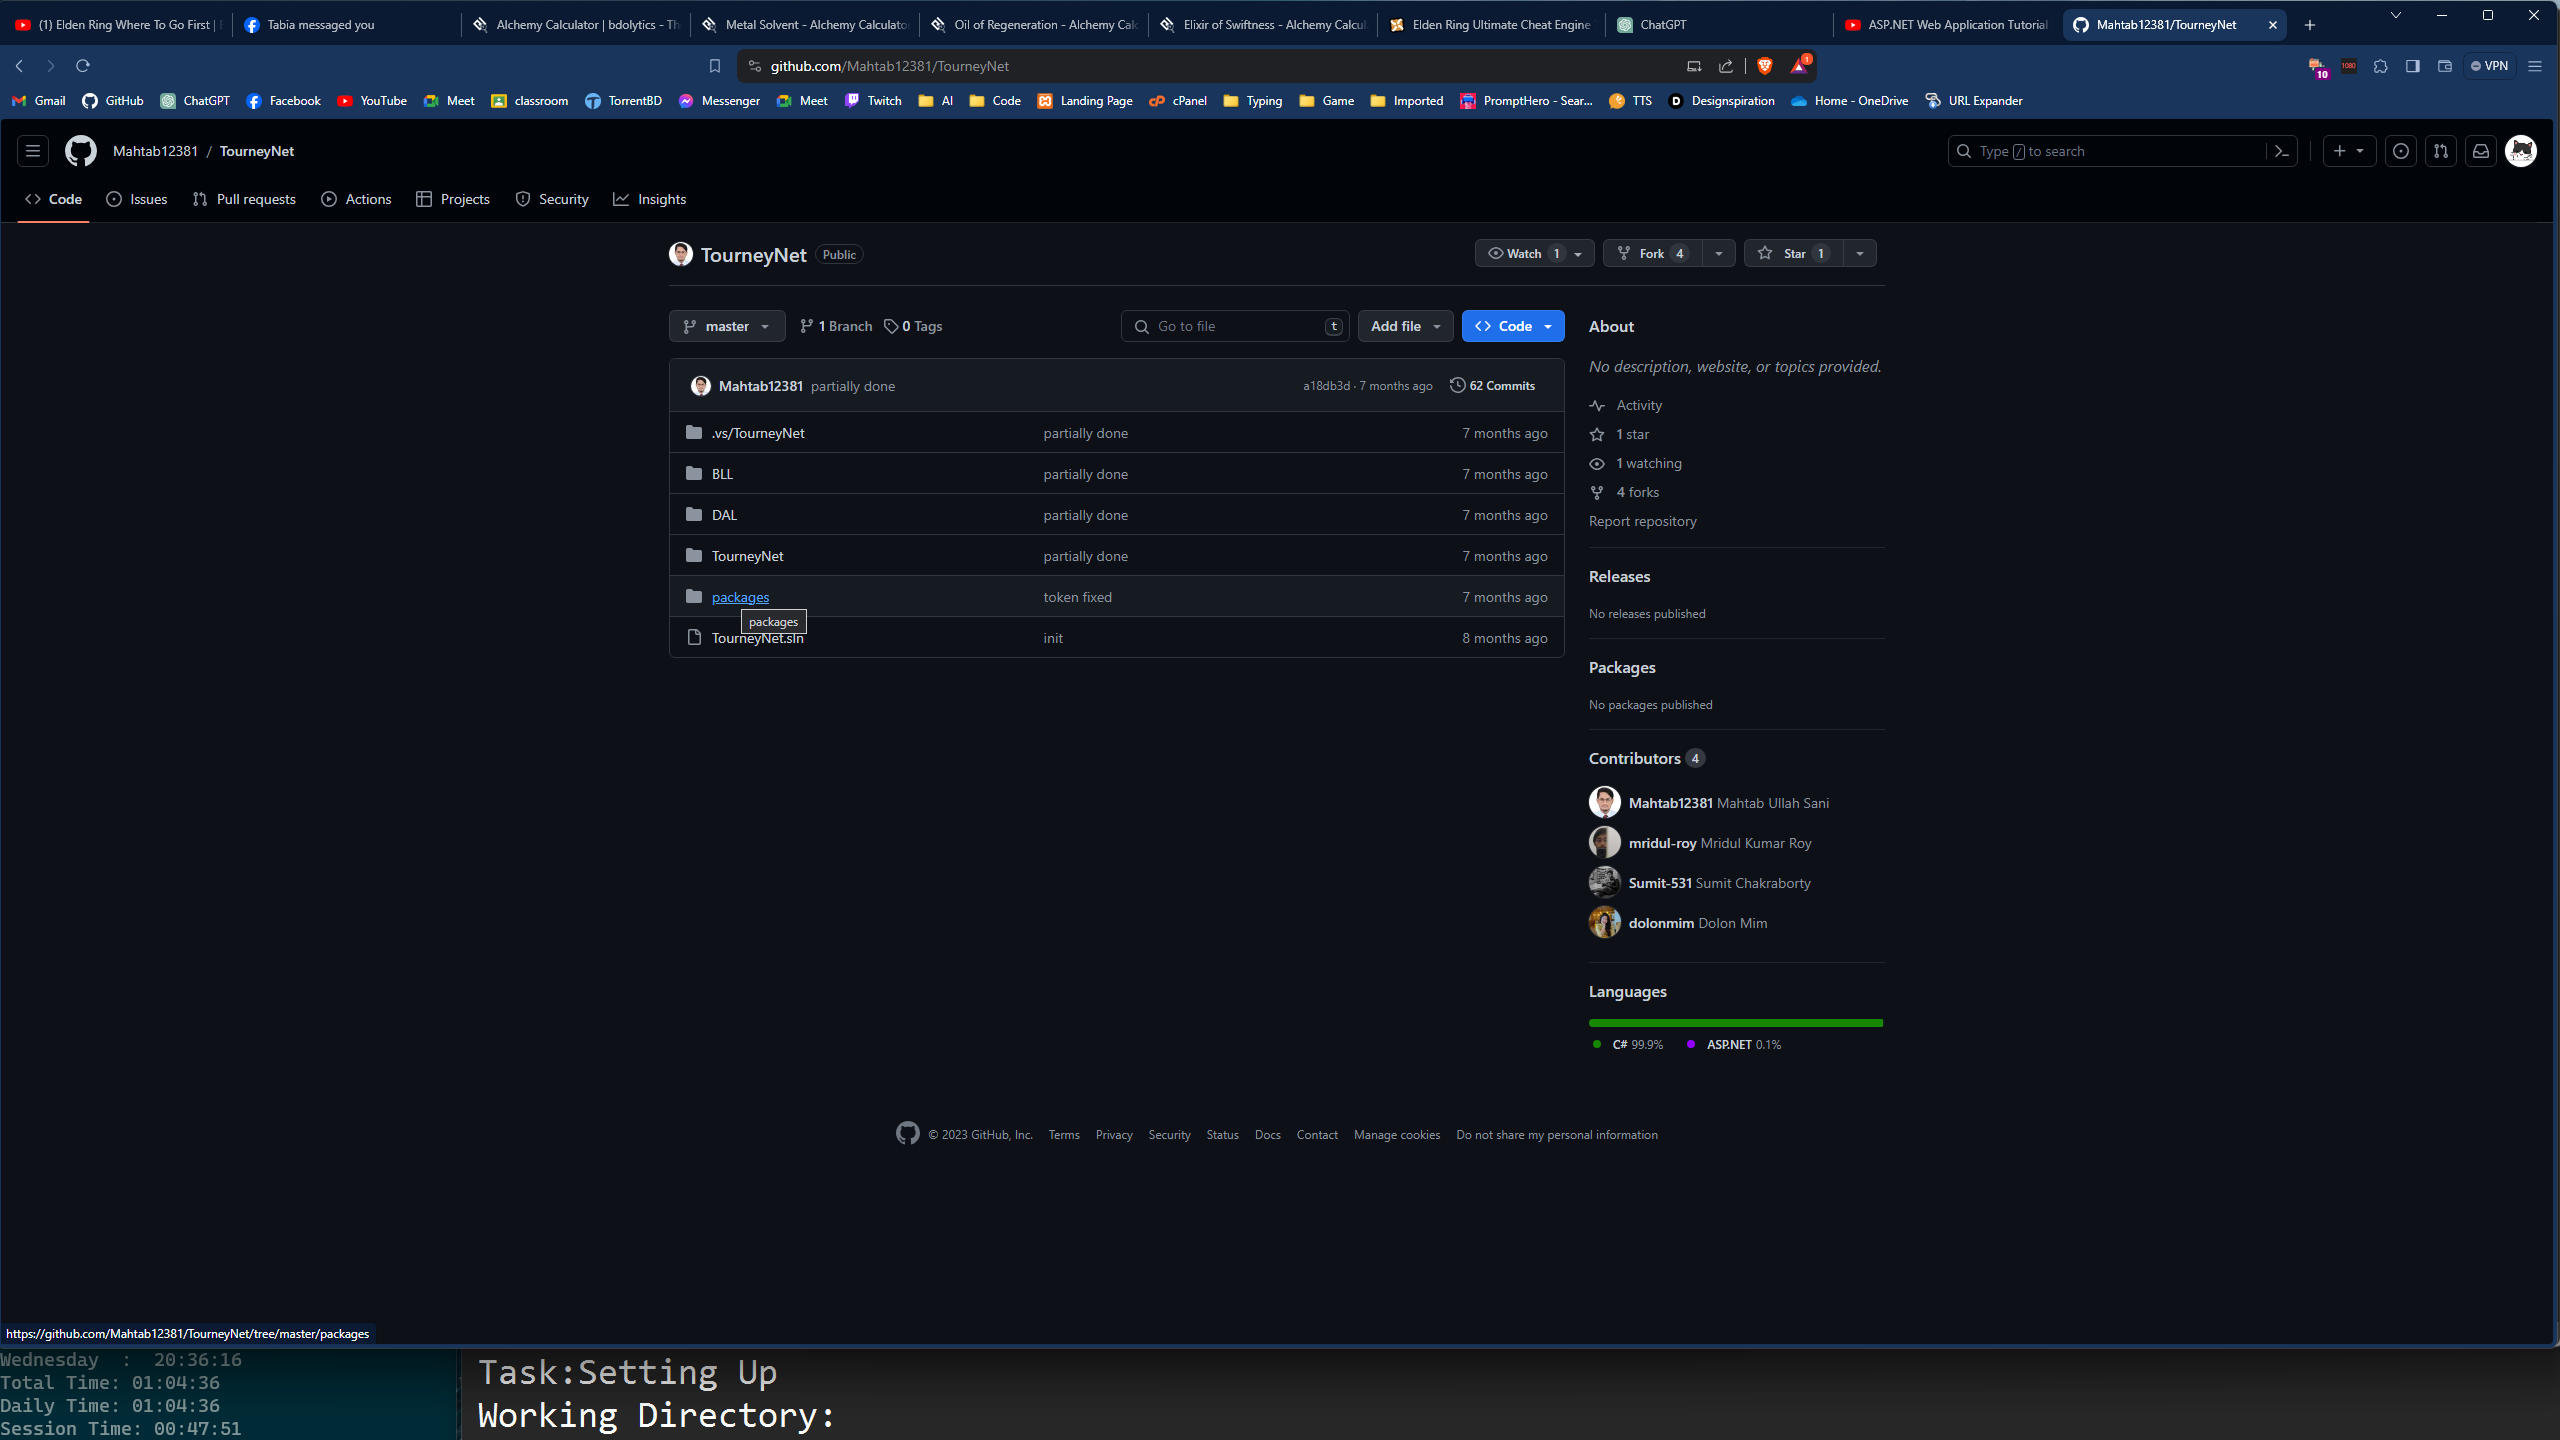 (1) Elden Ring Where To Go First |
Tabia messaged you
Alchemy Calculator | bdolytics - Th
Metal Solvent - Alchemy Calculator
Oil of Regeneration - Alchemy Calc
Elixir of Swiftness - Alchemy Calcul
Elden Ring Ultimate Cheat Engine
ChatGPT
ASP.NET Web Application Tutorial
Mahtab12381/TourneyNet
github.com/Mahtab12381/TourneyNet
1
10
1080
VPN
Gmail
GitHub
ChatGPT
Facebook
YouTube
Meet
classroom
TorrentBD
Messenger
Meet
Twitch
AI
Code
Landing Page
cPanel
Typing
Game
Imported
PromptHero - Sear...
TTS
Designspiration
Home - OneDrive
URL Expander
Mahtab12381 / TourneyNet
Type / to search
Code
Issues
Pull requests
Actions
Projects
Security
Insights
TourneyNet Public
Watch 1
Fork 4
Star 1
master
1 Branch
0 Tags
Go to file t
Add file
Code
Mahtab12381 partially done a18db3d · 7 months ago 62 Commits
.vs/TourneyNet partially done 7 months ago
BLL partially done 7 months ago
DAL partially done 7 months ago
TourneyNet partially done 7 months ago
packages token fixed 7 months ago
packages
TourneyNet.sln init 8 months ago
About
No description, website, or topics provided.
Activity
1 star
1 watching
4 forks
Report repository
Releases
No releases published
Packages
No packages published
Contributors 4
Mahtab12381 Mahtab Ullah Sani
mridul-roy Mridul Kumar Roy
Sumit-531 Sumit Chakraborty
dolonmim Dolon Mim
Languages
C# 99.9% ASP.NET 0.1%
© 2023 GitHub, Inc. Terms Privacy Security Status Docs Contact Manage cookies Do not share my personal information
https://github.com/Mahtab12381/TourneyNet/tree/master/packages
Wednesday : 20:36:16
Total Time: 01:04:36
Daily Time: 01:04:36
Session Time: 00:47:51
Task:Setting Up
Working Directory: